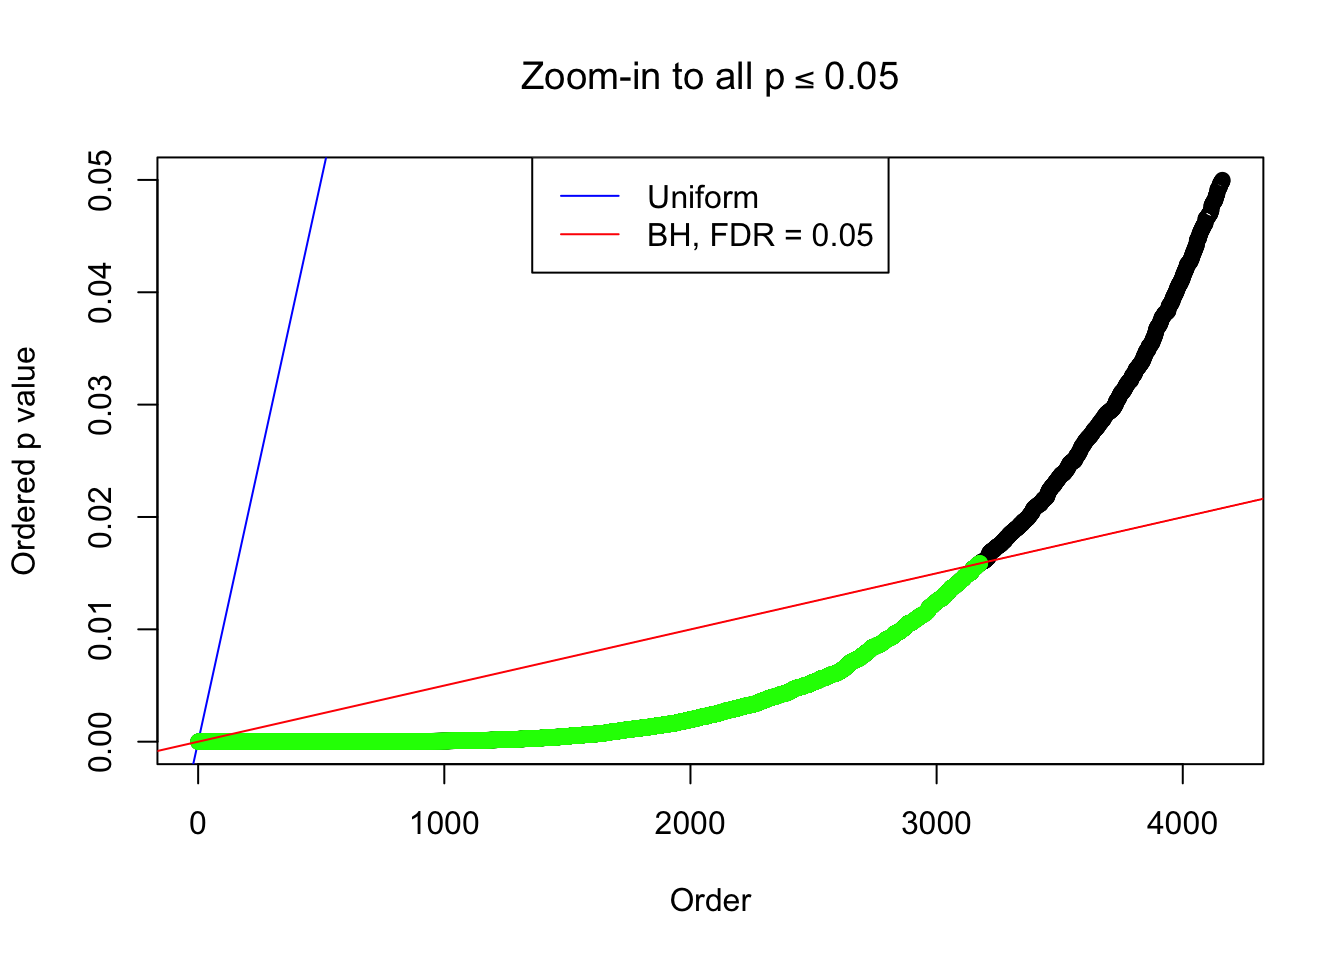 Zoom-in to all p ≤ 0.05
Uniform
BH, FDR = 0.05
Ordered p value
0.05
0.04
0.03
0.02
0.01
0.00
0
1000
2000
3000
4000
Order